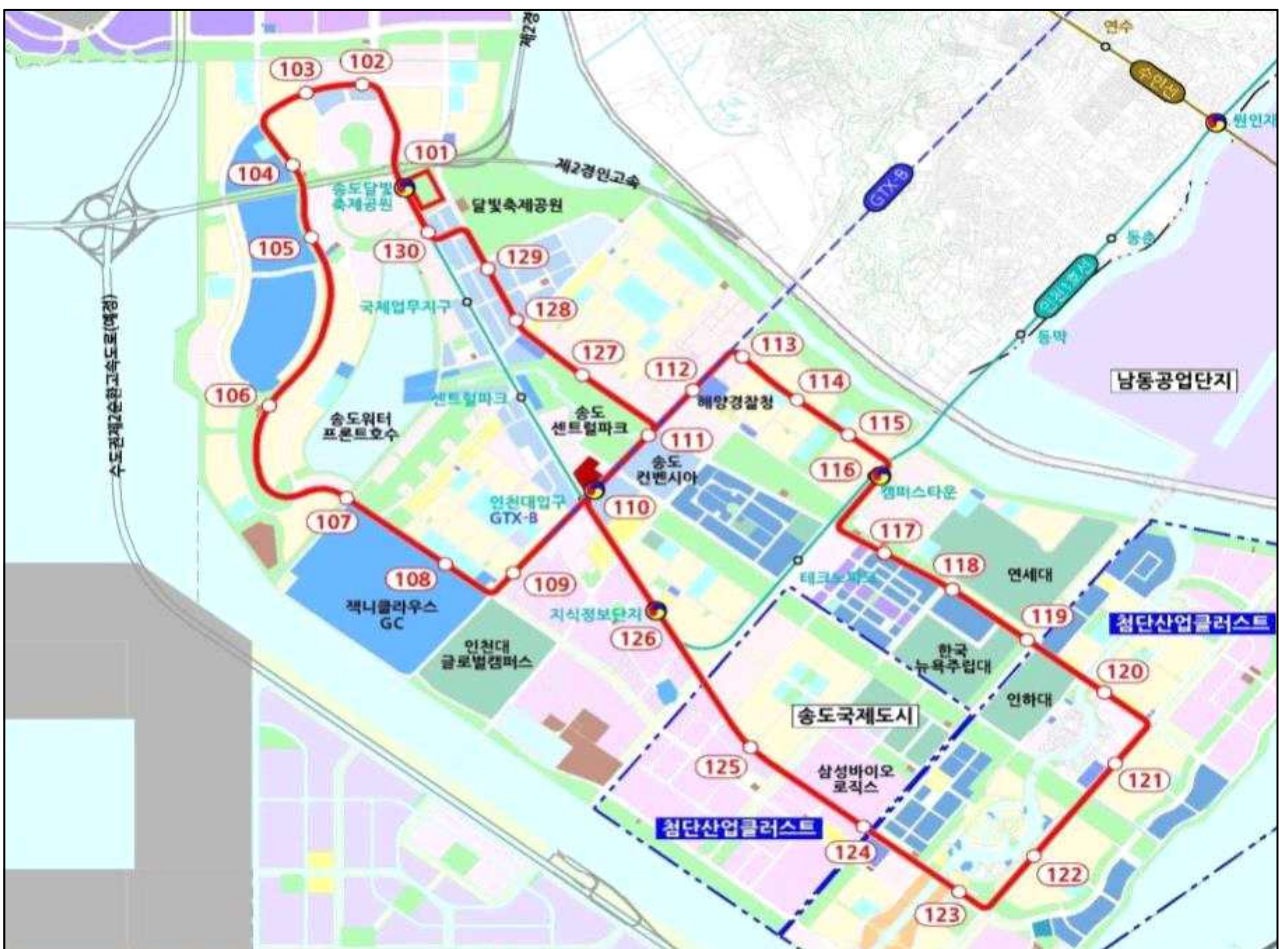 제2경
연수
수인선
원인재
103
102
101
제2경인고속
104
송도달빛
축제공원
달빛축제공원
GTX-B
105
130
129
동춘
인천1호선
국제업무지구
128
127
동막
수도권제2순환고속도로(예정)
113
112
114
남동공업단지
106
센트럴파크
해양경찰청
송도워터
프론트호수
송도
센트럴파크
111
115
송도
컨벤시아
116
캠퍼스타운
107
인천대입구
GTX-B
110
117
108
109
테크노파크
118
연세대
잭니클라우스
GC
지식정보단지
126
119
첨단산업클러스트
인천대
글로벌캠퍼스
한국
뉴욕주립대
120
인하대
송도국제도시
125
삼성바이오
로직스
121
첨단산업클러스트
124
122
123